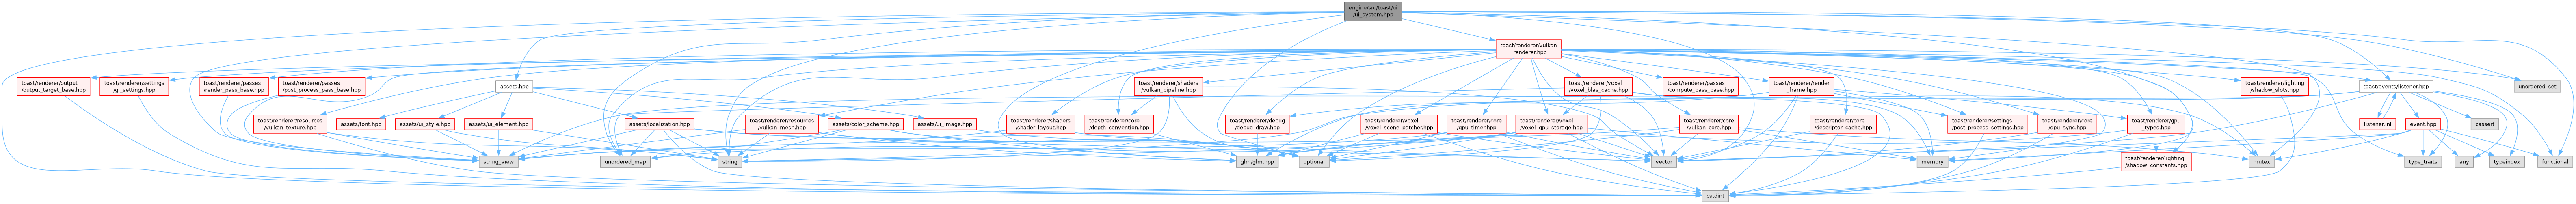 engine/src/toast/ui
/ui_system.hpp
toast/renderer/vulkan
_renderer.hpp
toast/renderer/output
/output_target_base.hpp
toast/renderer/settings
/gi_settings.hpp
toast/renderer/passes
/render_pass_base.hpp
toast/renderer/passes
/post_process_pass_base.hpp
assets.hpp
toast/renderer/shaders
/vulkan_pipeline.hpp
toast/renderer/voxel
/voxel_blas_cache.hpp
toast/renderer/passes
/compute_pass_base.hpp
toast/renderer/render
_frame.hpp
toast/renderer/lighting
/shadow_slots.hpp
toast/events/listener.hpp
unordered_set
toast/renderer/resources
/vulkan_texture.hpp
assets/font.hpp
assets/ui_style.hpp
assets/ui_element.hpp
assets/localization.hpp
toast/renderer/resources
/vulkan_mesh.hpp
assets/color_scheme.hpp
assets/ui_image.hpp
toast/renderer/shaders
/shader_layout.hpp
toast/renderer/core
/depth_convention.hpp
toast/renderer/debug
/debug_draw.hpp
toast/renderer/voxel
/voxel_scene_patcher.hpp
toast/renderer/core
/gpu_timer.hpp
toast/renderer/voxel
/voxel_gpu_storage.hpp
toast/renderer/core
/vulkan_core.hpp
toast/renderer/core
/descriptor_cache.hpp
toast/renderer/settings
/post_process_settings.hpp
toast/renderer/core
/gpu_sync.hpp
toast/renderer/gpu
_types.hpp
listener.inl
event.hpp
cassert
string_view
unordered_map
string
glm/glm.hpp
optional
vector
memory
toast/renderer/lighting
/shadow_constants.hpp
mutex
type_traits
any
typeindex
functional
cstdint